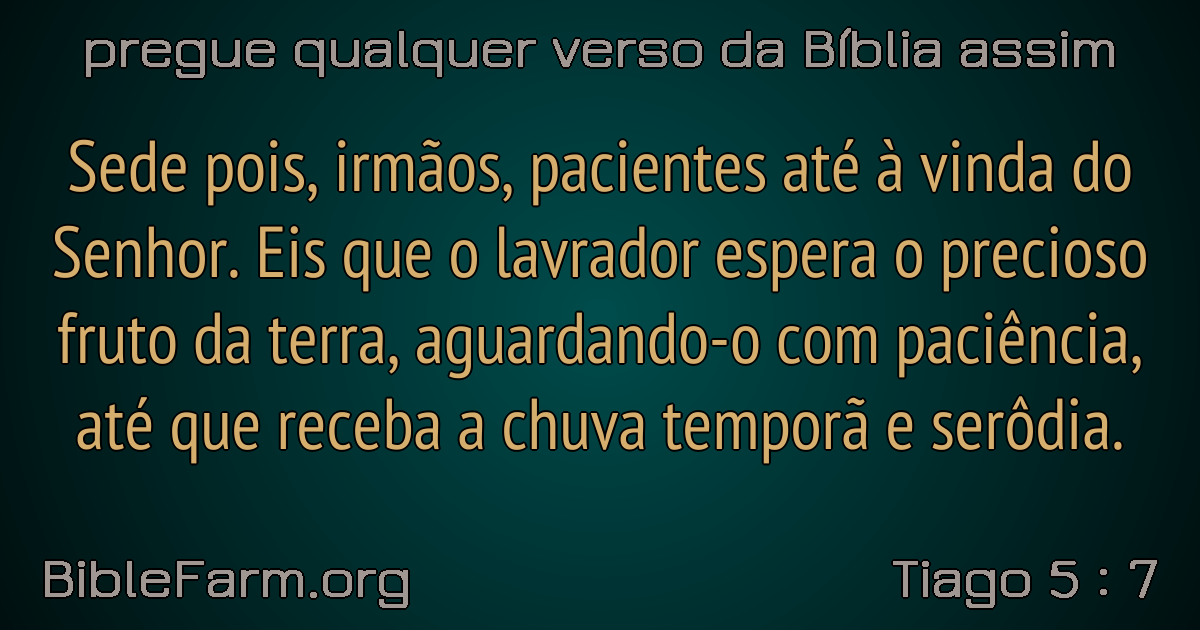 pregue qualquer verso da Bíblia assim
Sede pois, irmãos, pacientes até à vinda do
Senhor. Eis que o lavrador espera o precioso
fruto da terra, aguardando-o com paciência,
até que receba a chuva temporã e serôdia.
BibleFarm.org
Tiago 5 : 7